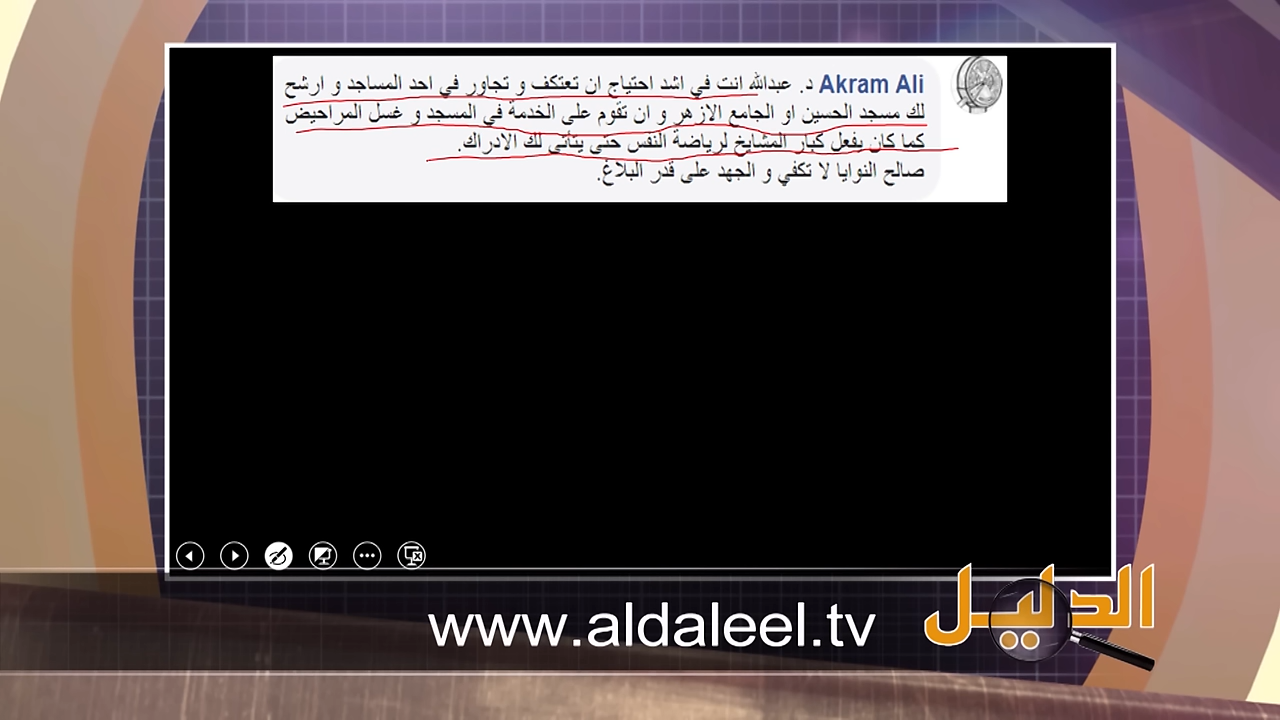 Akram Ali د. عبدالله انت في اشد احتياج ان تعتكف و تجاور في احد المساجد و ارشح
لك مسجد الحسين او الجامع الازهر و ان تقوم على الخدمة في المسجد و غسل المراحيض
كما كان يفعل كبار المشايخ لرياضة النفس حتى يتأتى لك الادراك.
صالح النوايا لا تكفي و الجهد على قدر البلاغ.
www.aldaleel.tv
الدليل